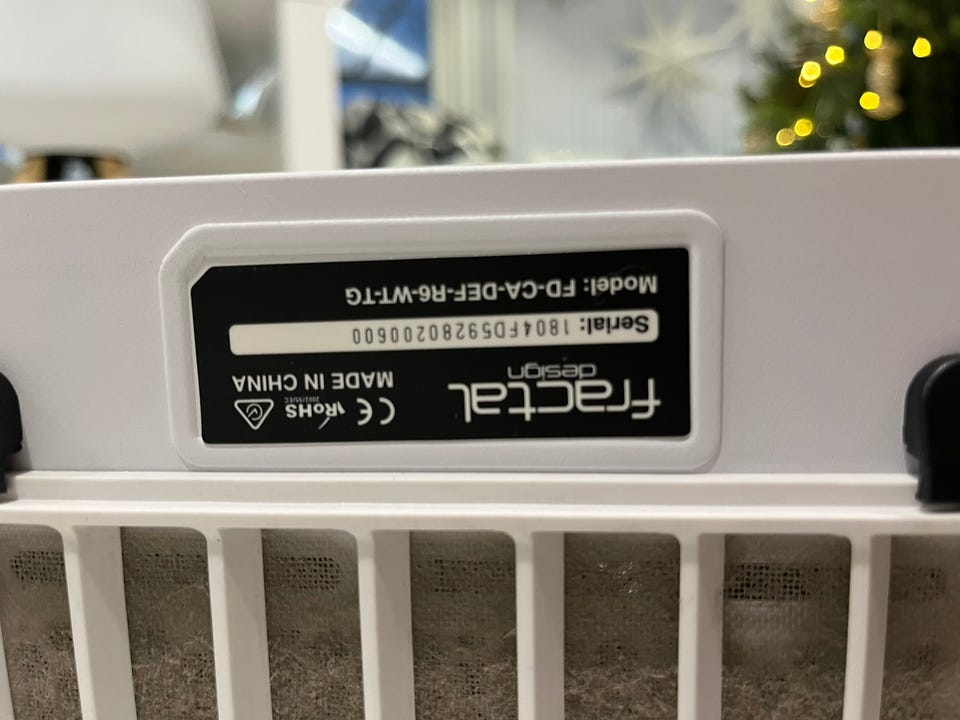 fractal
design
CE RoHS
2002/95/EC
MADE IN CHINA
Serial: 1804FD59280200600
Model: FD-CA-DEF-R6-WT-TG